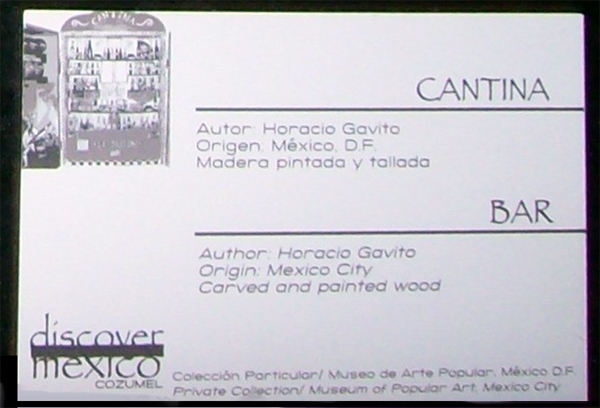 CANTINA
CANTINA
Autor: Horacio Gavito
Origen: México, D.F.
Madera pintada y tallada
BAR
Author: Horacio Gavito
Origin: Mexico City
Carved and painted wood
discover
mexico
COZUMEL
Colección Particular/ Museo de Arte Popular, México D.F.
Private Collection/ Museum of Popular Art, Mexico City